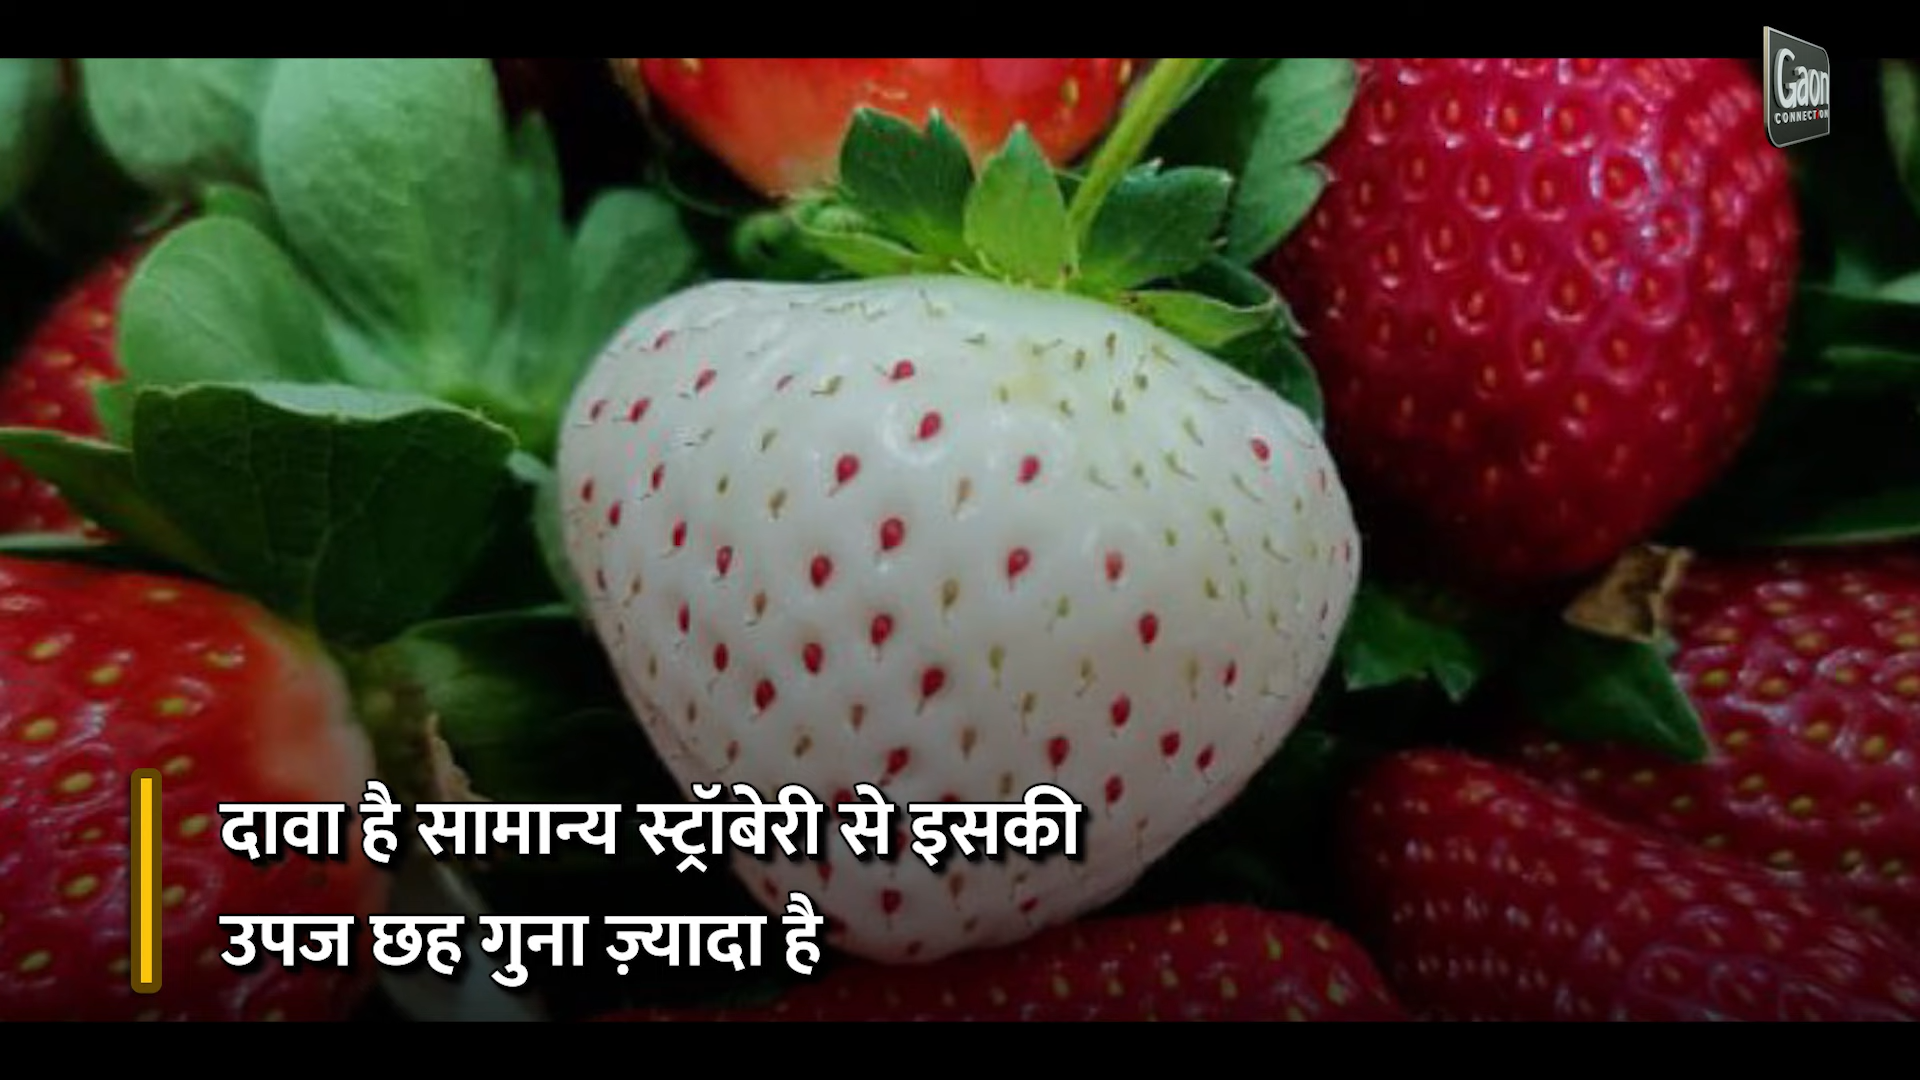 Gaon
CONNECTION
दावा है सामान्य स्ट्रॉबेरी से इसकी
उपज छह गुना ज़्यादा है